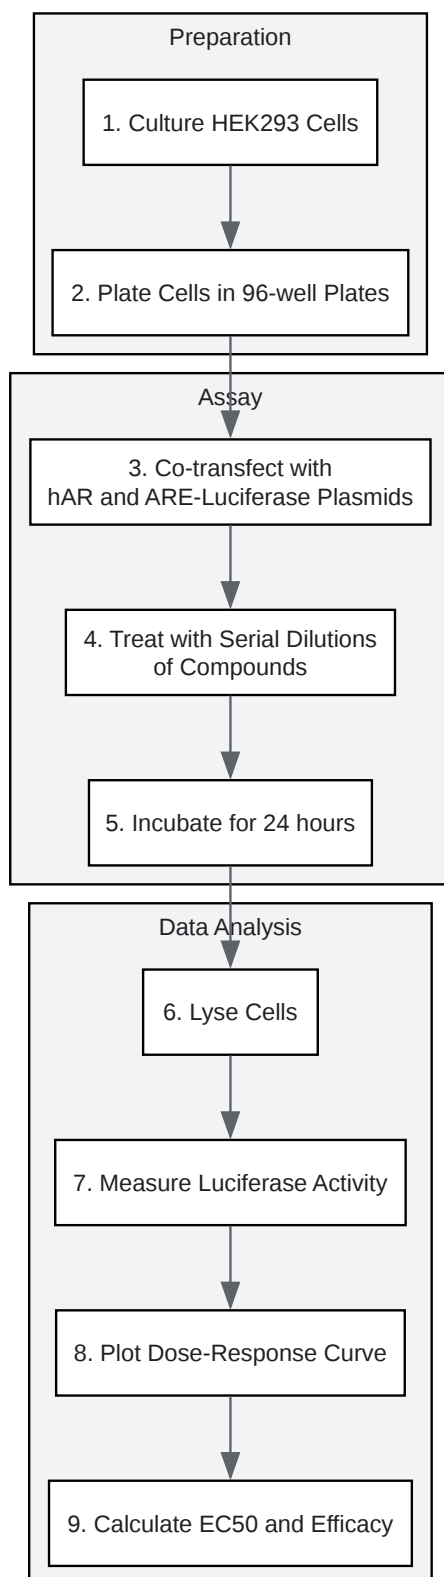 Preparation
1. Culture HEK293 Cells
2. Plate Cells in 96-well Plates
Assay
3. Co-transfect with
hAR and ARE-Luciferase Plasmids
4. Treat with Serial Dilutions
of Compounds
5. Incubate for 24 hours
Data Analysis
6. Lyse Cells
7. Measure Luciferase Activity
8. Plot Dose-Response Curve
9. Calculate EC50 and Efficacy